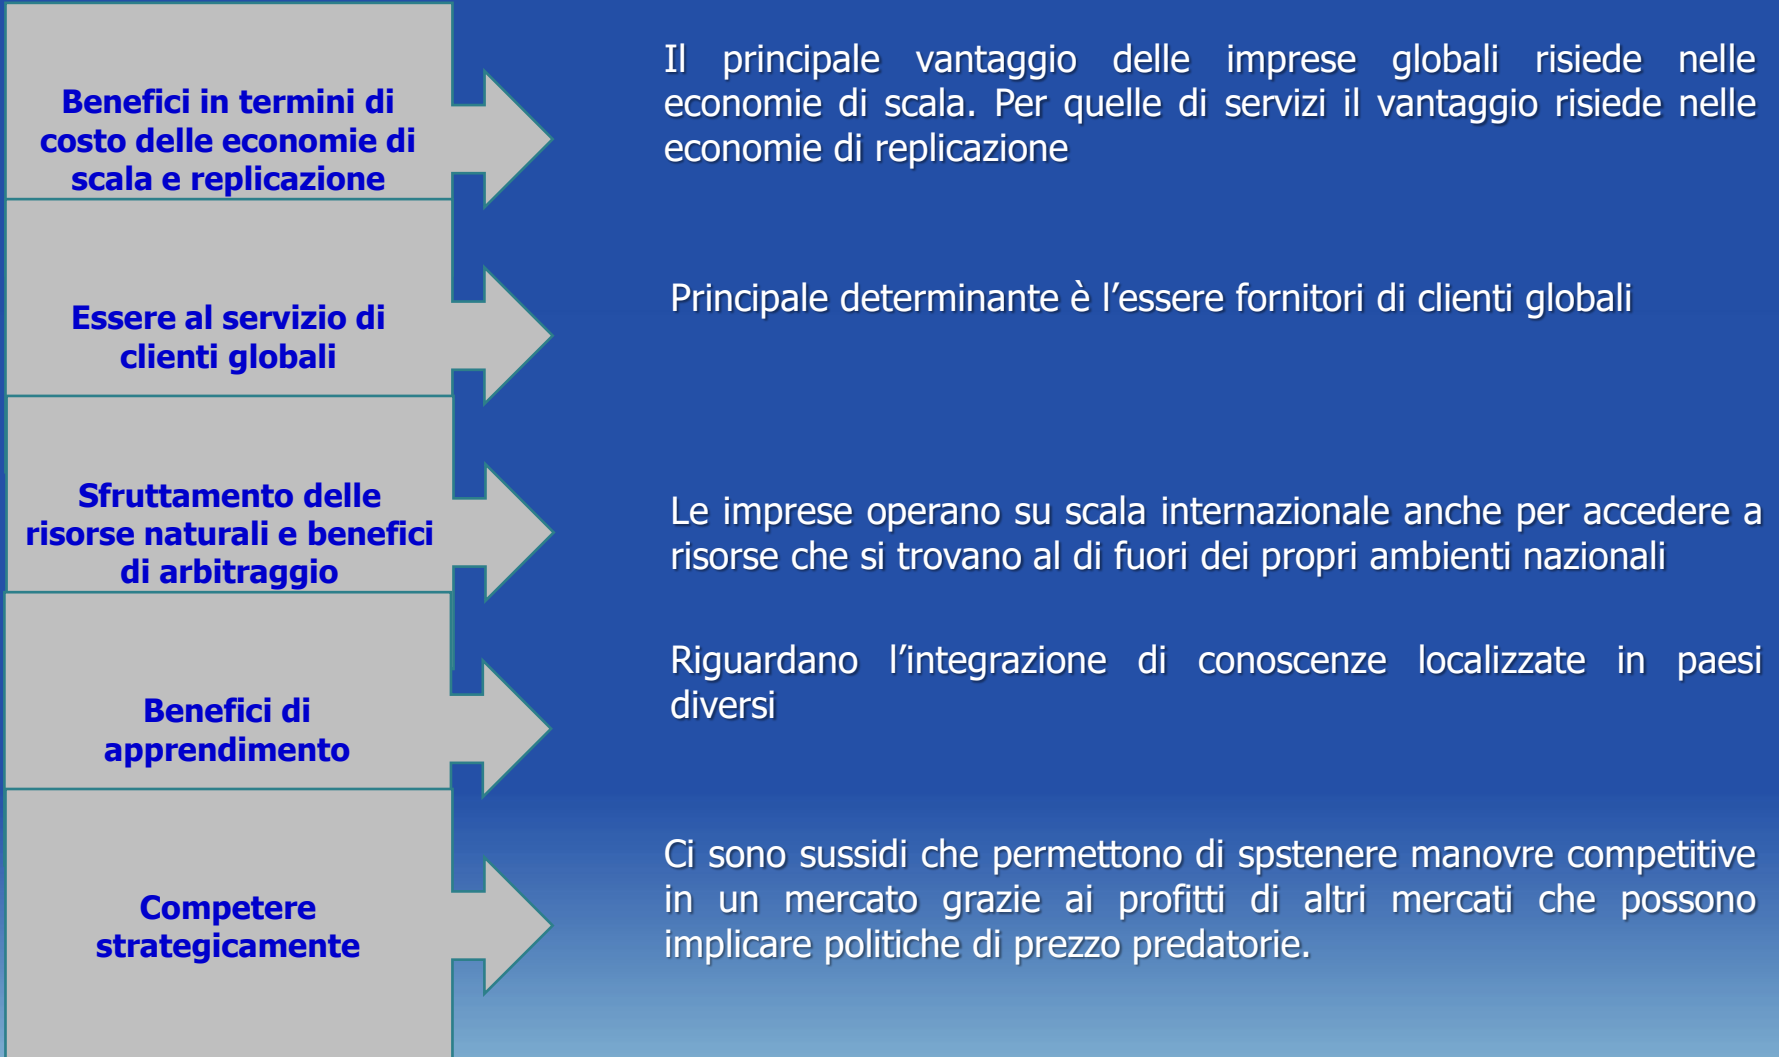 Benefici in termini di
costo delle economie di
scala e replicazione
Il principale vantaggio delle imprese globali risiede nelle
economie di scala. Per quelle di servizi il vantaggio risiede nelle
economie di replicazione
Essere al servizio di
clienti globali
Principale determinante è l’essere fornitori di clienti globali
Sfruttamento delle
risorse naturali e benefici
di arbitraggio
Le imprese operano su scala internazionale anche per accedere a
risorse che si trovano al di fuori dei propri ambienti nazionali
Benefici di
apprendimento
Riguardano l’integrazione di conoscenze localizzate in paesi
diversi
Competere
strategicamente
Ci sono sussidi che permettono di spstenere manovre competitive
in un mercato grazie ai profitti di altri mercati che possono
implicare politiche di prezzo predatorie.